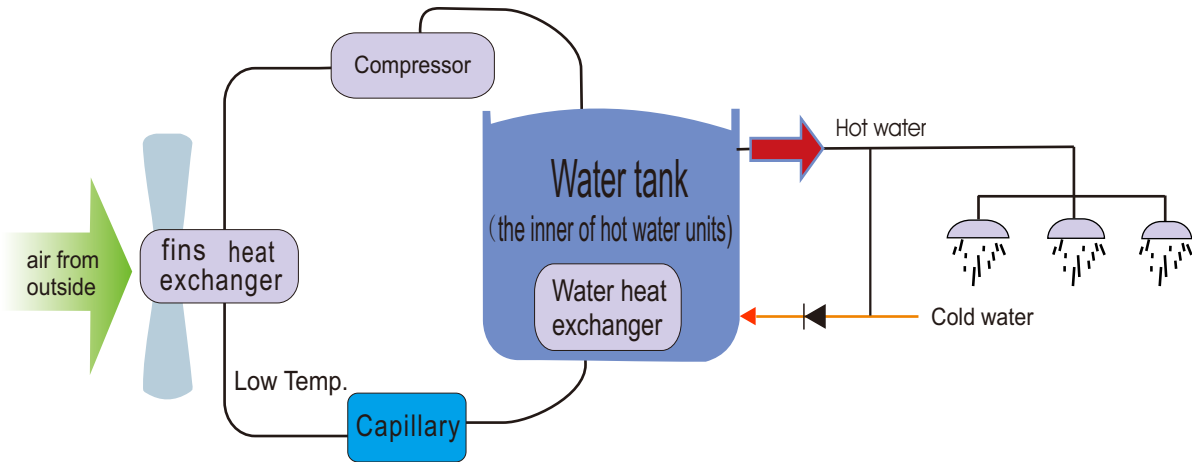 Compressor
Hot water
Water tank
(the inner of hot water units)
air from
outside
fins heat
exchanger
Water heat
exchanger
Cold water
Low Temp.
Capillary